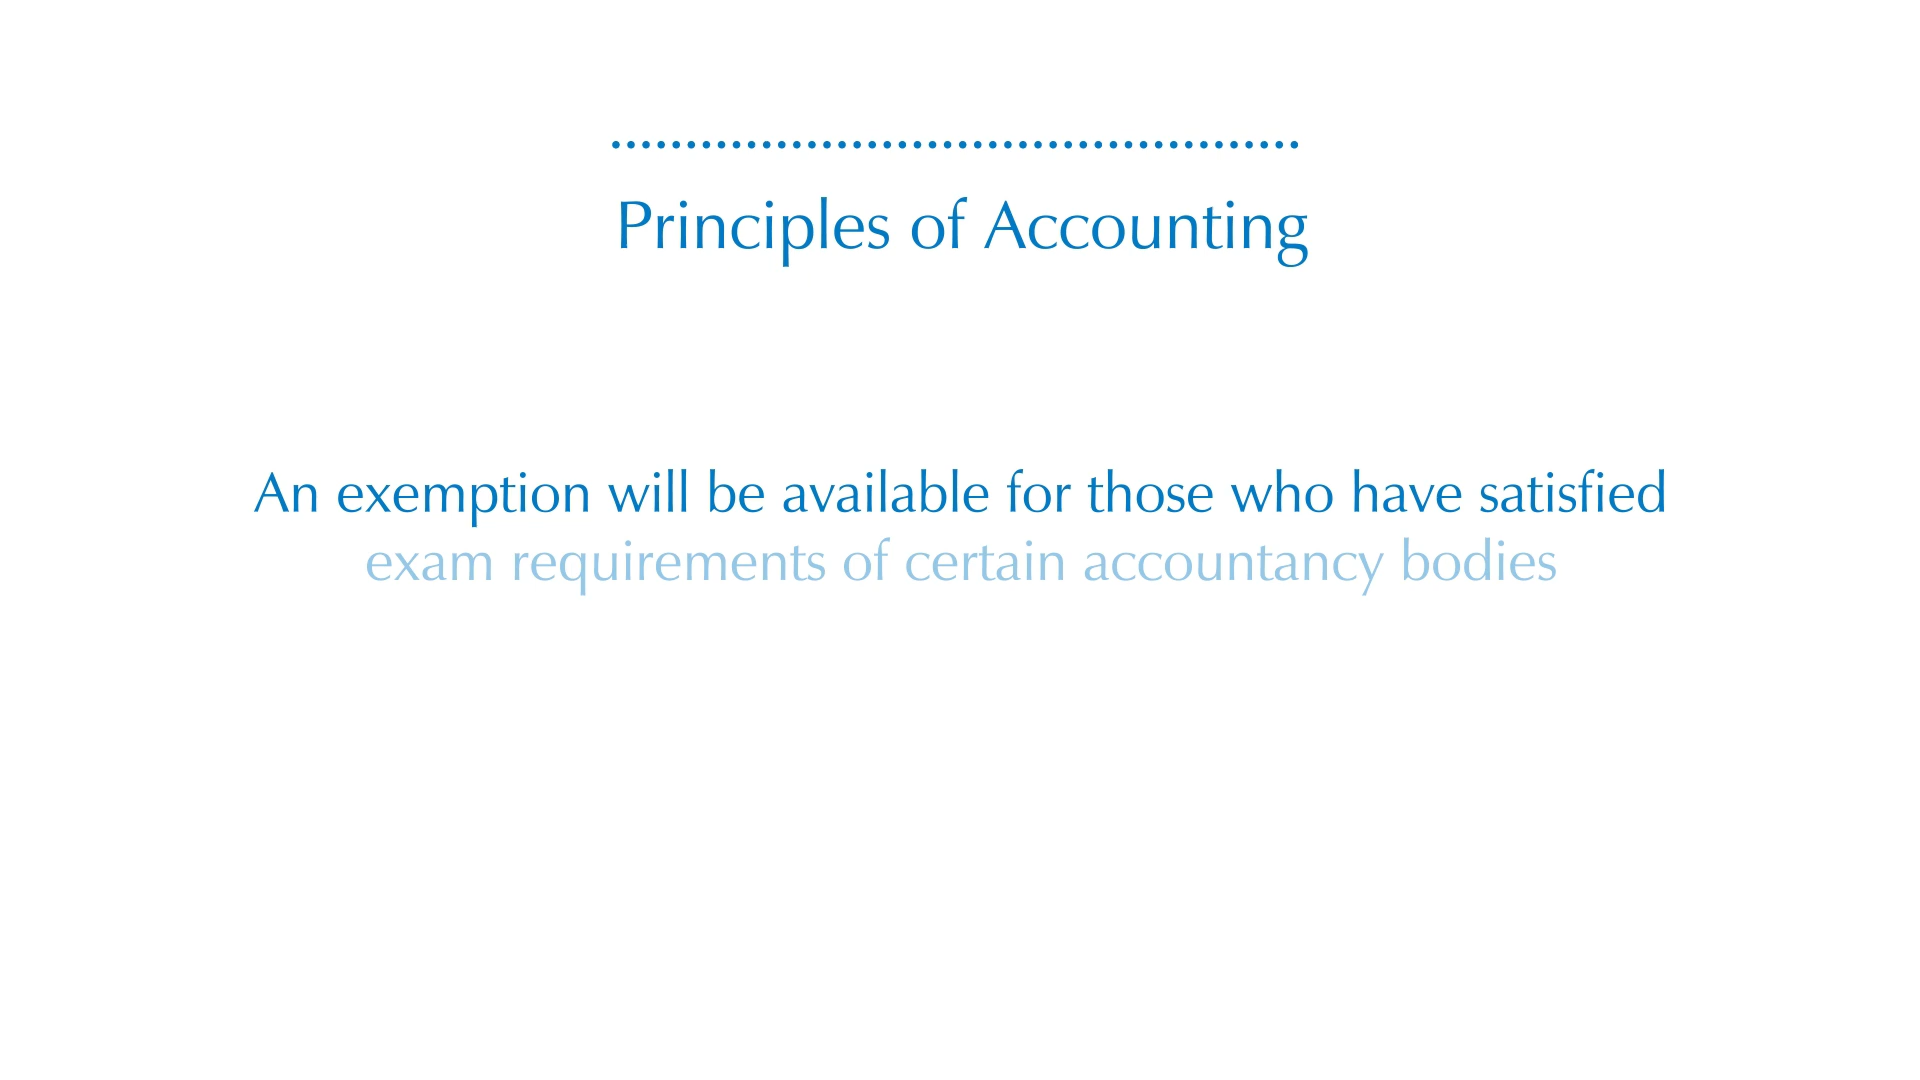 Principles of Accounting
An exemption will be available for those who have satisfied
exam requirements of certain accountancy bodies